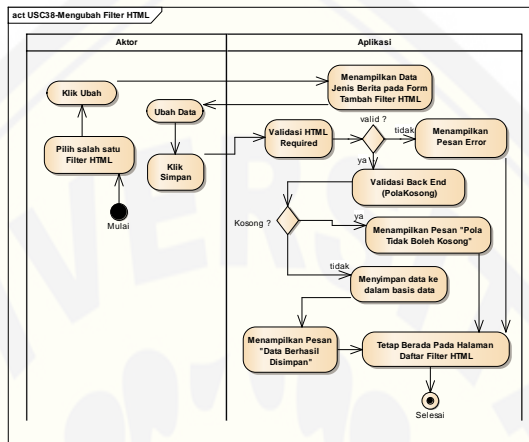 act USC38-Mengubah Filter HTML
Aktor
Aplikasi
Klik Ubah
Menampilkan Data
Jenis Berita pada Form
Tambah Filter HTML
Ubah Data
Pilih salah satu
Filter HTML
Klik
Simpan
Validasi HTML
Required
valid ?
tidak
Menampilkan
Pesan Error
ya
Mulai
Validasi Back End
(PolaKosong)
Kosong ?
ya
Menampilkan Pesan "Pola
Tidak Boleh Kosong"
tidak
Menyimpan data ke
dalam basis data
Menampilkan Pesan
"Data Berhasil
Disimpan"
Tetap Berada Pada Halaman
Daftar Filter HTML
Selesai